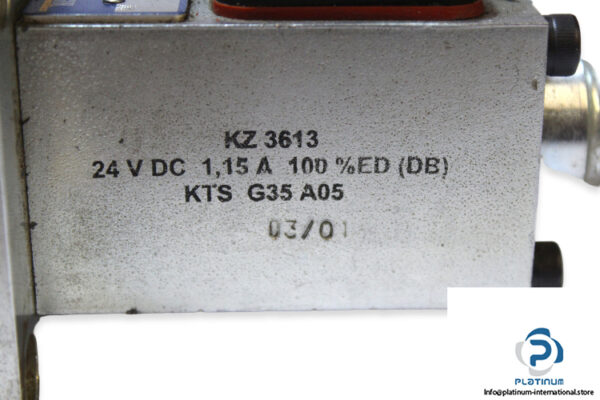 KZ 3613
24 V DC 1,15 A 100 %ED (DB)
KTS G35 A05
03/01
PLATINUM
Info@platinum-international.store